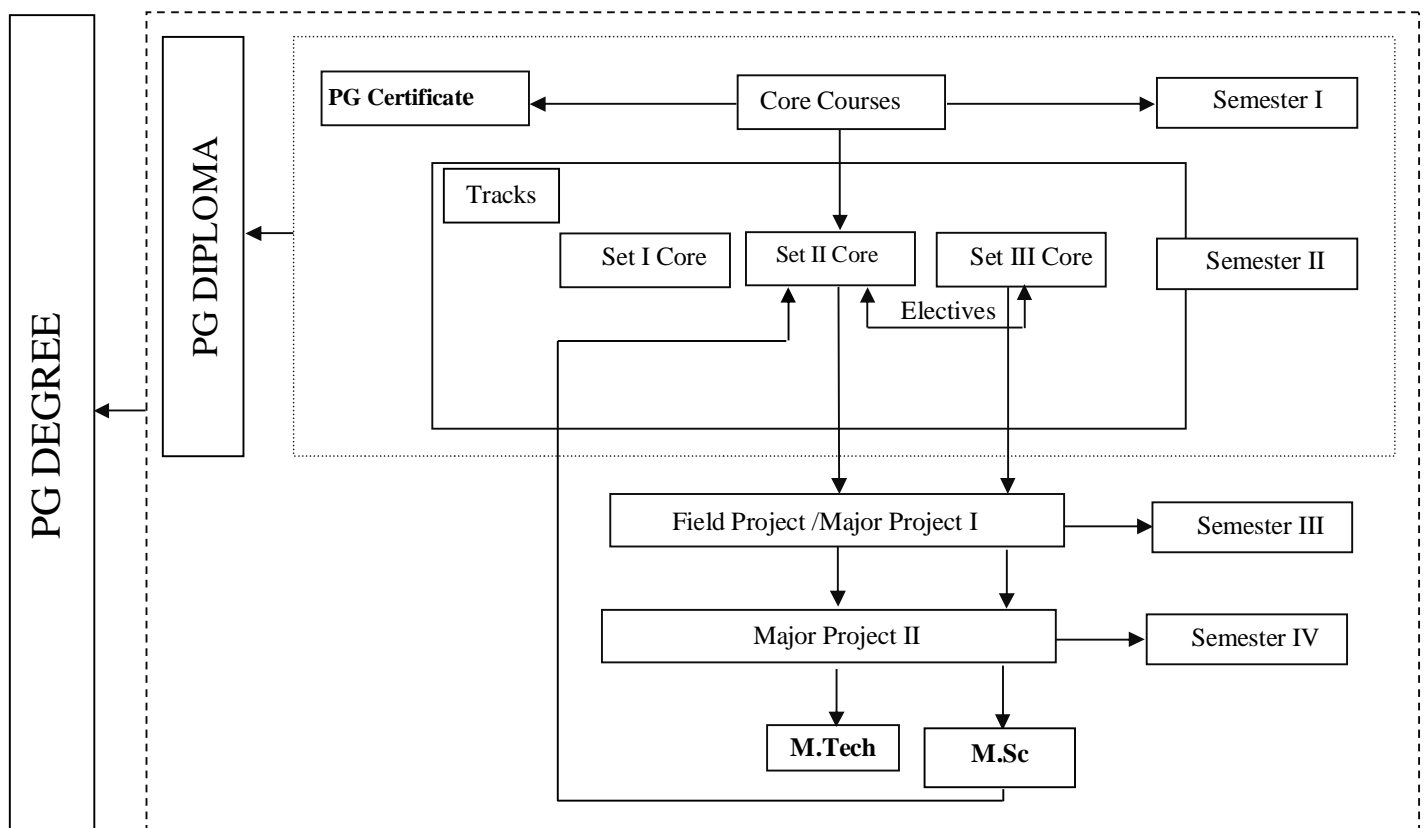 PG DEGREE
PG DIPLOMA
PG Certificate
Core Courses
Semester I
Tracks
Set I Core
Set II Core
Set III Core
Semester II
Electives
Field Project /Major Project I
Semester III
Major Project II
Semester IV
M.Tech
M.Sc